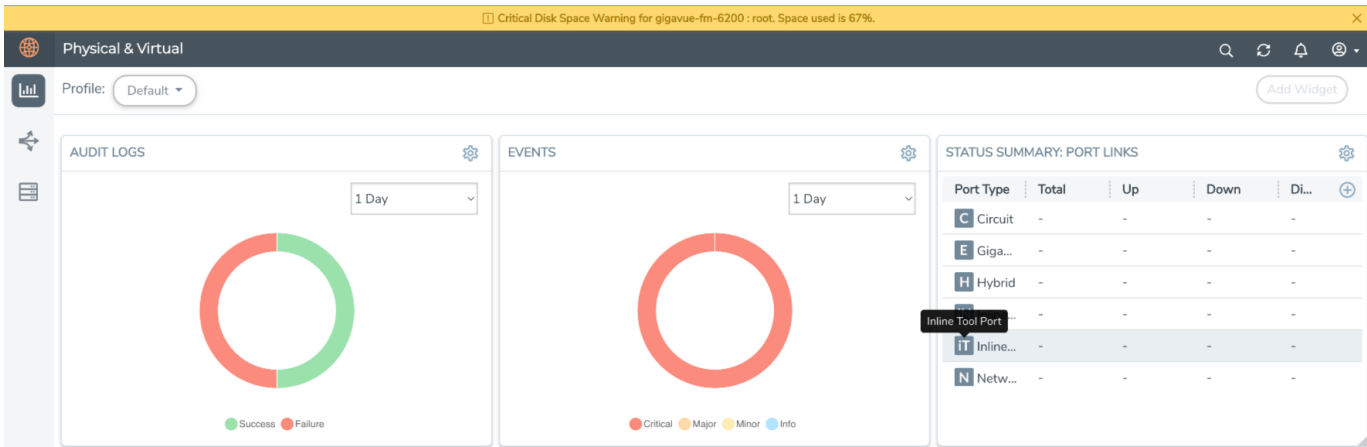 Critical Disk Space Warning for gigavue-fm-6200 : root. Space used is 67%.
Physical & Virtual
Profile:
Default
Add Widget
AUDIT LOGS
1 Day
Success
Failure
EVENTS
1 Day
Critical
Major
Minor
Info
STATUS SUMMARY: PORT LINKS
Port Type Total Up Down Di...
C Circuit - - - -
E Giga... - - - -
H Hybrid - - - -
... - - - -
Inline Tool Port
iT Inline... - - - -
N Netw... - - - -